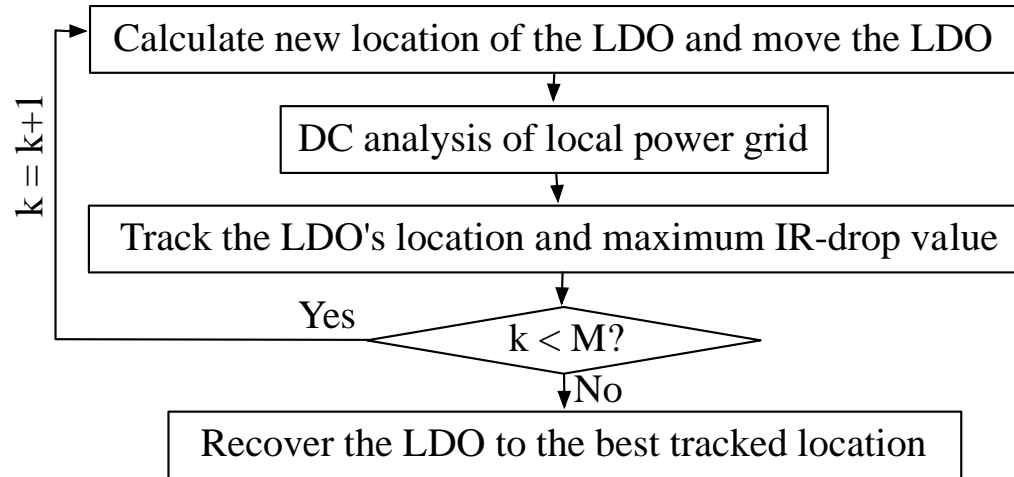 Calculate new location of the LDO and move the LDO
DC analysis of local power grid
k = k+1
Track the LDO's location and maximum IR-drop value
Yes
k < M?
No
Recover the LDO to the best tracked location